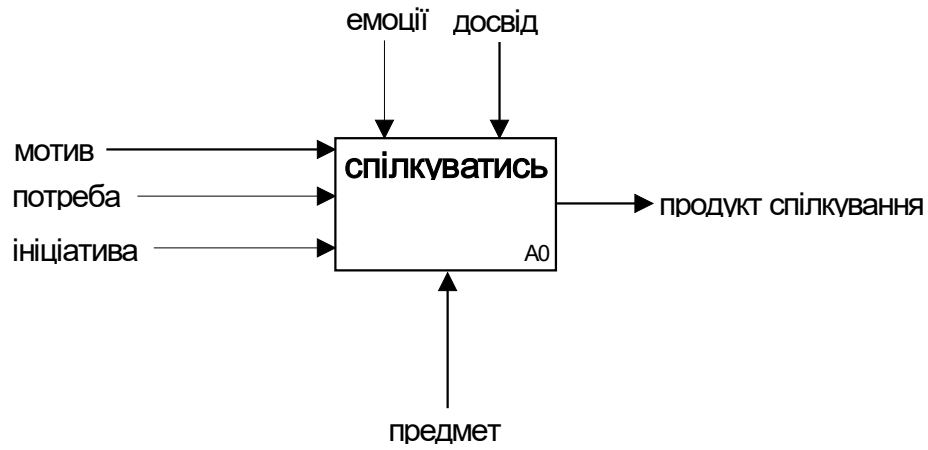 емоції досвід
мотив
спілкуватись
потреба
продукт спілкування
ініціатива
A0
предмет